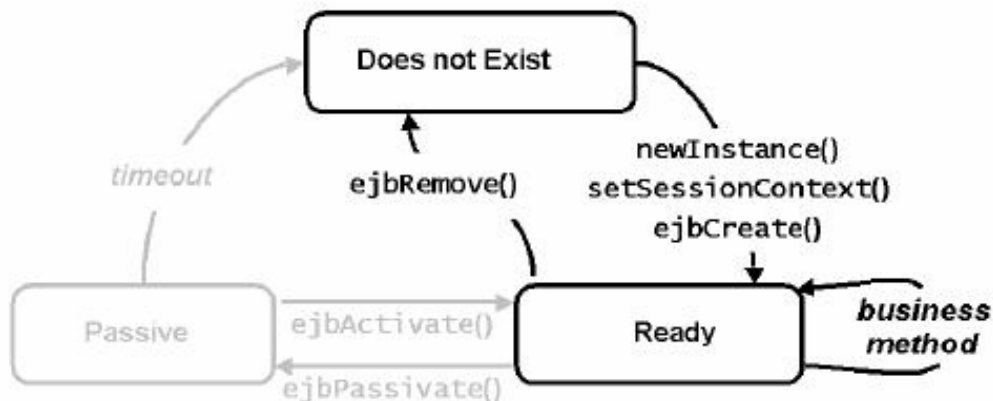 Does not Exist
timeout
ejbRemove()
newInstance()
setSessionContext()
ejbCreate()
Passive
ejbActivate()
ejbPassivate()
Ready
business
method